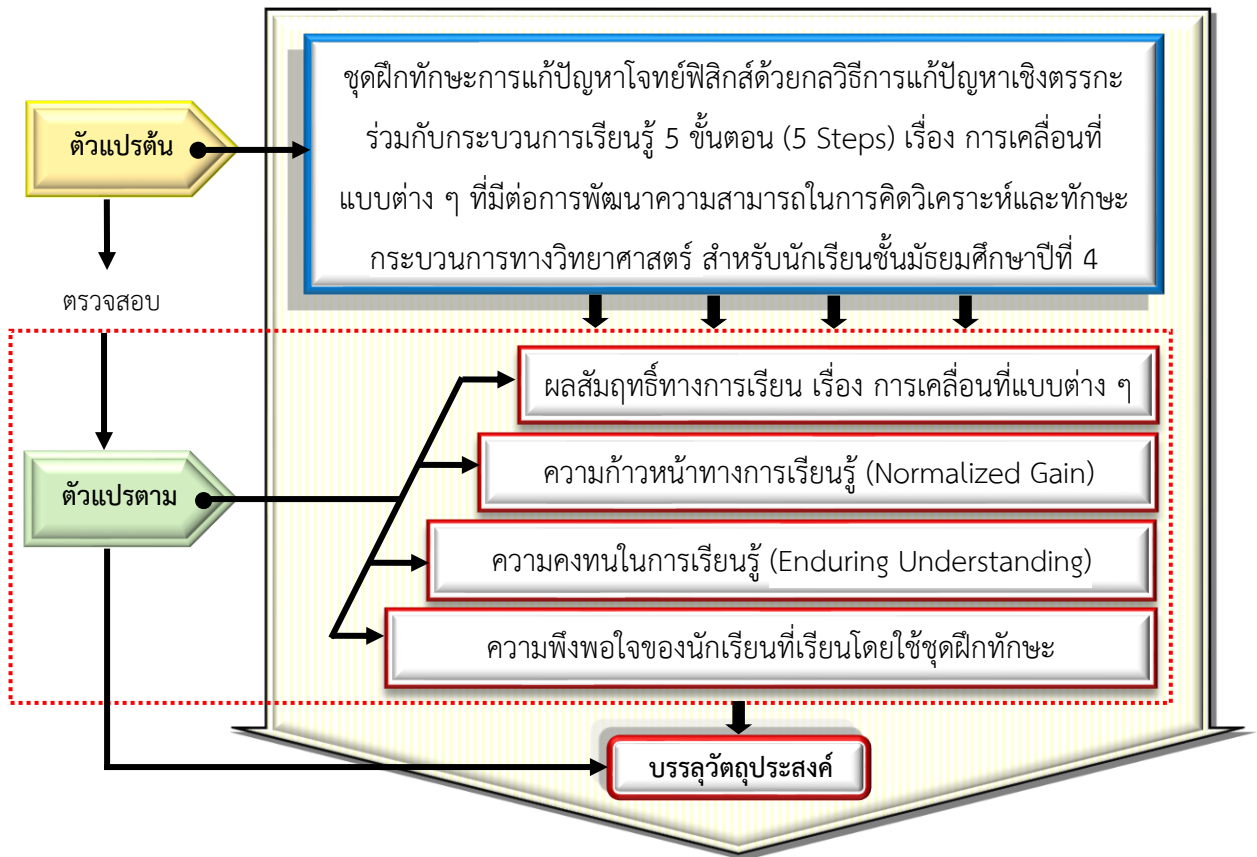 ชุดฝึกทักษะการแก้ปัญหาโจทย์ฟิสิกส์ด้วยกลวิธีการแก้ปัญหาเชิงตรรกะ
ร่วมกับกระบวนการเรียนรู้ 5 ขั้นตอน (5 Steps) เรื่อง การเคลื่อนที่
แบบต่าง ๆ ที่มีต่อการพัฒนาความสามารถในการคิดวิเคราะห์และทักษะ
กระบวนการทางวิทยาศาสตร์ สำหรับนักเรียนชั้นมัธยมศึกษาปีที่ 4
ตัวแปรต้น
ตรวจสอบ
ผลสัมฤทธิ์ทางการเรียน เรื่อง การเคลื่อนที่แบบต่าง ๆ
ความก้าวหน้าทางการเรียนรู้ (Normalized Gain)
ตัวแปรตาม
ความคงทนในการเรียนรู้ (Enduring Understanding)
ความพึงพอใจของนักเรียนที่เรียนโดยใช้ชุดฝึกทักษะ
บรรลุวัตถุประสงค์